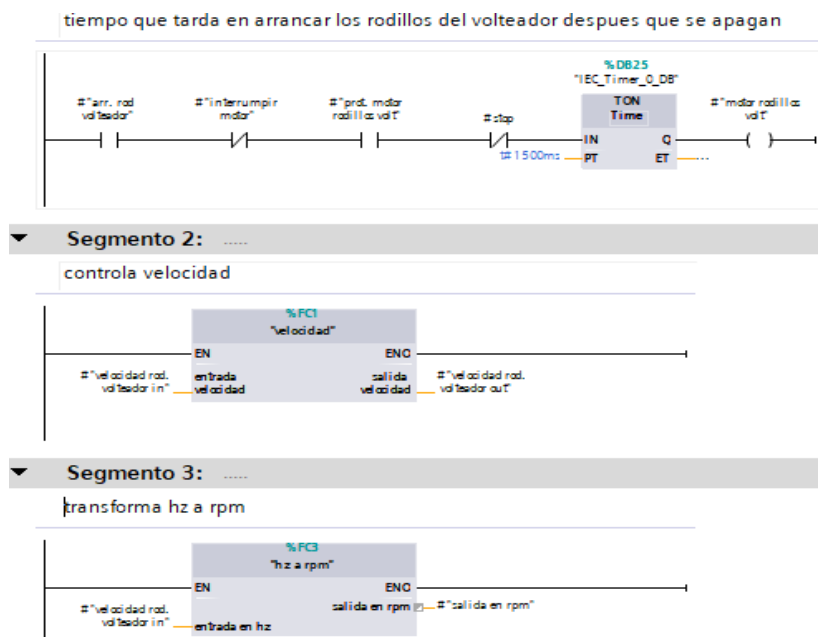 tiempo que tarda en arrancar los rodillos del volteador despues que se apagan
%DB25
"IEC_Timer_0_DB"
#"arr. rod volteador"
#"interrumpir motor"
#"prot. motor rodillos volt"
#stop
TON
Time
#"motor rodillos volt"
IN
Q
t#1500ms
PT
ET
...
Segmento 2: .....
controla velocidad
%FC1
"velocidad"
EN
ENO
#"velocidad rod. volteador in"
entrada velocidad
salida velocidad
#"velocidad rod. volteador out"
Segmento 3: .....
transforma hz a rpm
%FC3
"hz a rpm"
EN
ENO
#"velocidad rod. volteador in"
entrada en hz
salida en rpm
#"salida en rpm"